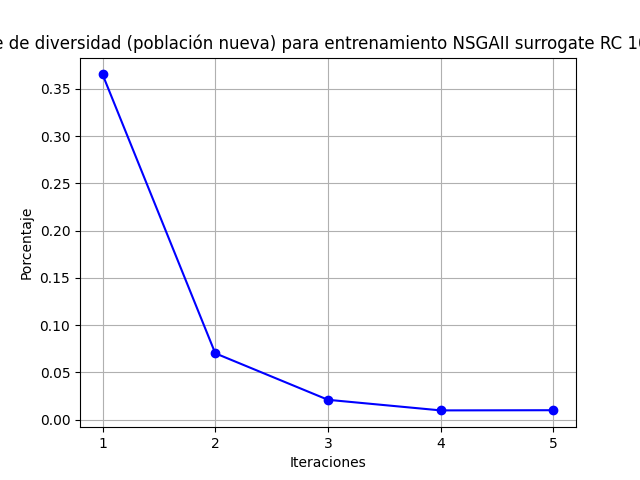 e de diversidad (población nueva) para entrenamiento NSGAII surrogate RC 10
0.35
0.30
0.25
0.20
0.15
0.10
0.05
0.00
Porcentaje
1 2 3 4 5
Iteraciones